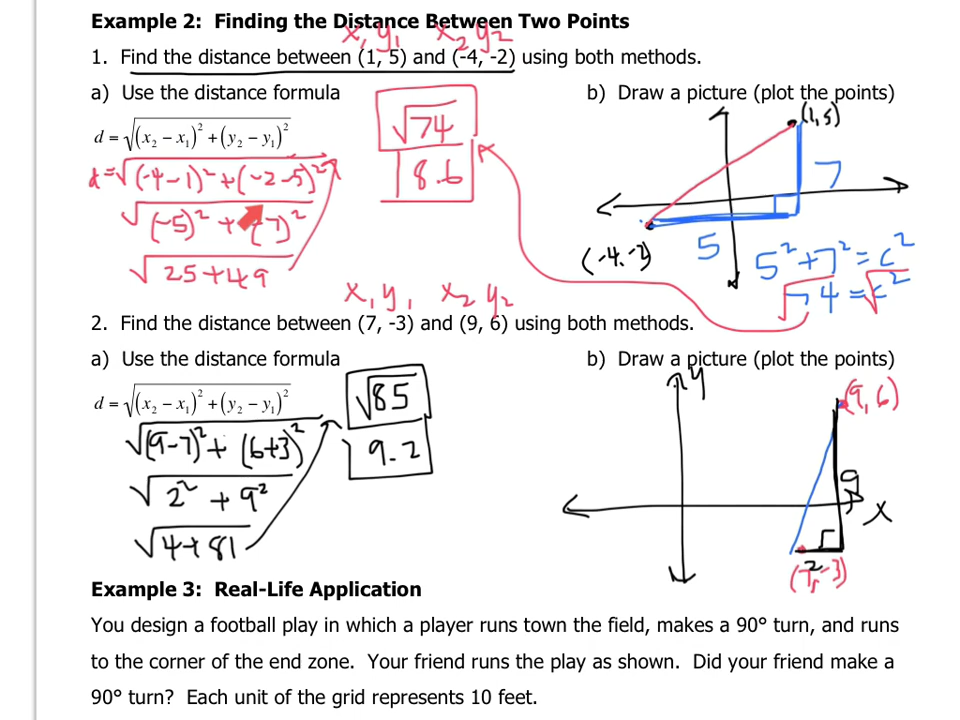 Example 2: Finding the Distance Between Two Points
x₁ y₁ x₂ y₂
1. Find the distance between (1, 5) and (-4, -2) using both methods.
a) Use the distance formula
b) Draw a picture (plot the points)
d = √(x₂ − x₁)² + (y₂ − y₁)²
d = √(-4-1)² + (-2-5)²
√(-5)² + (-7)²
√25+49
√74
8.6
(1, 5)
7
(-4, -2)
5
5² + 7² = c²
√74 = √c²
x₁ y₁ x₂ y₂
2. Find the distance between (7, -3) and (9, 6) using both methods.
a) Use the distance formula
b) Draw a picture (plot the points)
d = √(x₂ − x₁)² + (y₂ − y₁)²
√(9-7)² + (6+3)²
√2² + 9²
√4+81
√85
9.2
y
(9, 6)
9
x
2
(7, -3)
Example 3: Real-Life Application
You design a football play in which a player runs town the field, makes a 90° turn, and runs
to the corner of the end zone. Your friend runs the play as shown. Did your friend make a
90° turn? Each unit of the grid represents 10 feet.